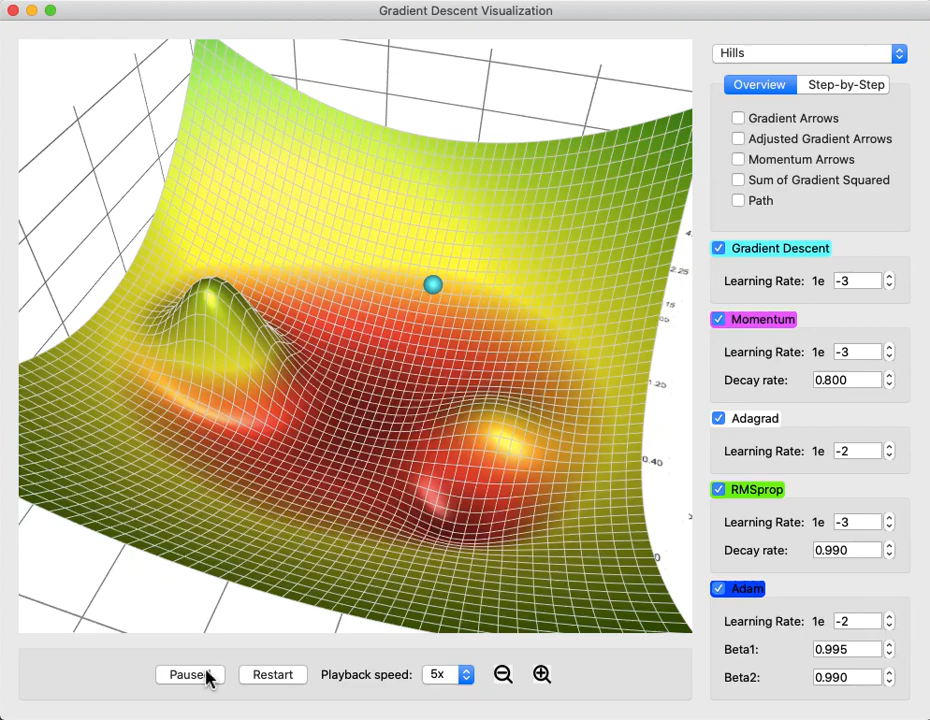 Gradient Descent Visualization
Hills
Overview Step-by-Step
Gradient Arrows
Adjusted Gradient Arrows
Momentum Arrows
Sum of Gradient Squared
Path
Gradient Descent
Learning Rate: 1e -3
Momentum
Learning Rate: 1e -3
Decay rate: 0.800
Adagrad
Learning Rate: 1e -2
RMSprop
Learning Rate: 1e -3
Decay rate: 0.990
Adam
Learning Rate: 1e -2
Beta1: 0.995
Beta2: 0.990
2.25
1.20
0.40
Pause Restart Playback speed: 5x